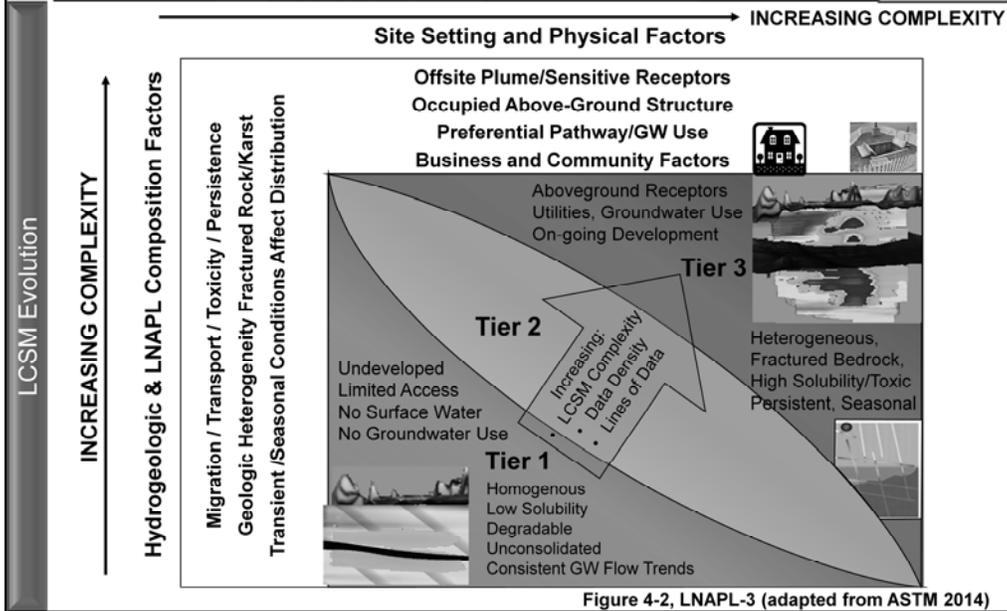 INCREASING COMPLEXITY
Site Setting and Physical Factors
LCSM Evolution
INCREASING COMPLEXITY
Hydrogeologic & LNAPL Composition Factors
Migration / Transport / Toxicity / Persistence
Geologic Heterogeneity Fractured Rock/Karst
Transient /Seasonal Conditions Affect Distribution
Offsite Plume/Sensitive Receptors
Occupied Above-Ground Structure
Preferential Pathway/GW Use
Business and Community Factors
Aboveground Receptors
Utilities, Groundwater Use
On-going Development
Tier 3
Heterogeneous,
Fractured Bedrock,
High Solubility/Toxic
Persistent, Seasonal
Tier 2
Increasing:
• LCSM Complexity
• Data Density
• Lines of Data
Undeveloped
Limited Access
No Surface Water
No Groundwater Use
Tier 1
Homogenous
Low Solubility
Degradable
Unconsolidated
Consistent GW Flow Trends
Figure 4-2, LNAPL-3 (adapted from ASTM 2014)